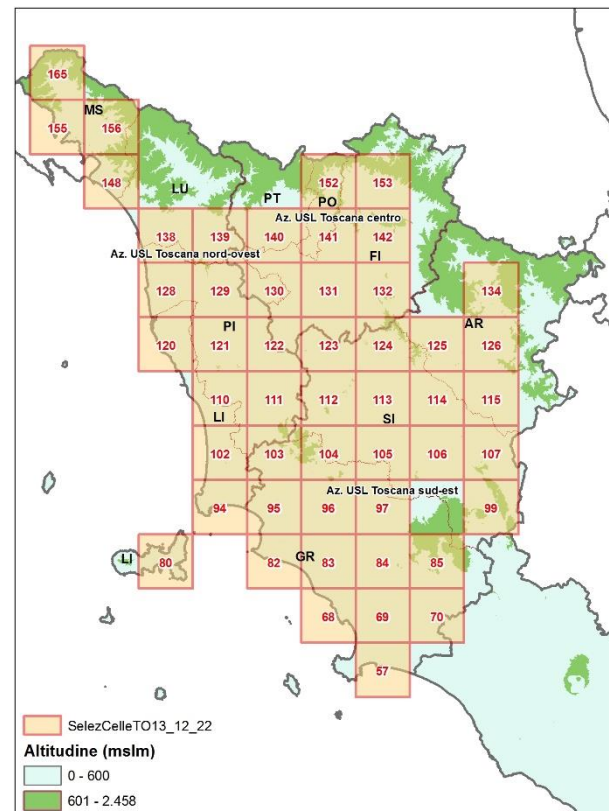 165
MS
155 156
148
LU
PT
152 153
PO
Az. USL Toscana centro
138 139 140 141 142
Az. USL Toscana nord-ovest
FI
128 129 130 131 132 134
PI
AR
120 121 122 123 124 125 126
110 111 112 113 114 115
LI
SI
102 103 104 105 106 107
Az. USL Toscana sud-est
94 95 96 97 99
LI
GR
80 82 83 84 85
68 69 70
57
SelezCelleTO13_12_22
Altitudine (mslm)
0 - 600
601 - 2.458